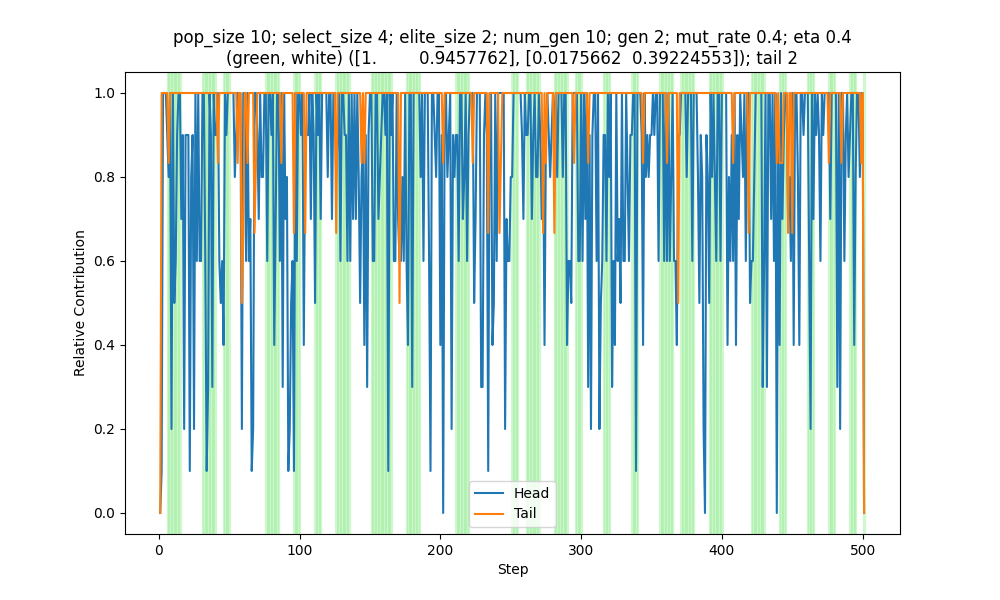 pop_size 10; select_size 4; elite_size 2; num_gen 10; gen 2; mut_rate 0.4; eta 0.4
(green, white) ([1.        0.9457762], [0.0175662  0.39224553]); tail 2
Relative Contribution
1.0
0.8
0.6
0.4
0.2
0.0
Head
Tail
0
100
200
300
400
500
Step